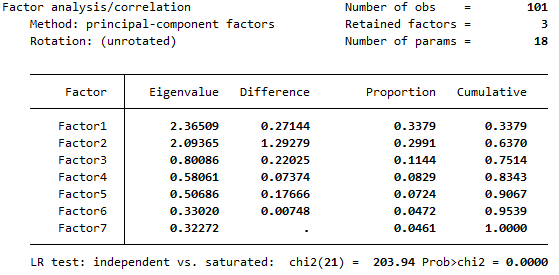 Factor analysis/correlation Number of obs = 101
Method: principal-component factors Retained factors = 3
Rotation: (unrotated) Number of params = 18
Factor Eigenvalue Difference Proportion Cumulative
Factor1 2.36509 0.27144 0.3379 0.3379
Factor2 2.09365 1.29279 0.2991 0.6370
Factor3 0.80086 0.22025 0.1144 0.7514
Factor4 0.58061 0.07374 0.0829 0.8343
Factor5 0.50686 0.17666 0.0724 0.9067
Factor6 0.33020 0.00748 0.0472 0.9539
Factor7 0.32272 . 0.0461 1.0000
LR test: independent vs. saturated: chi2(21) = 203.94 Prob>chi2 = 0.0000